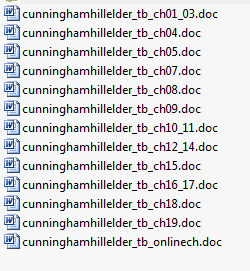 cunninghamhillelder_tb_ch01_03.doc
cunninghamhillelder_tb_ch04.doc
cunninghamhillelder_tb_ch05.doc
cunninghamhillelder_tb_ch07.doc
cunninghamhillelder_tb_ch08.doc
cunninghamhillelder_tb_ch09.doc
cunninghamhillelder_tb_ch10_11.doc
cunninghamhillelder_tb_ch12_14.doc
cunninghamhillelder_tb_ch15.doc
cunninghamhillelder_tb_ch16_17.doc
cunninghamhillelder_tb_ch18.doc
cunninghamhillelder_tb_ch19.doc
cunninghamhillelder_tb_onlinech.doc